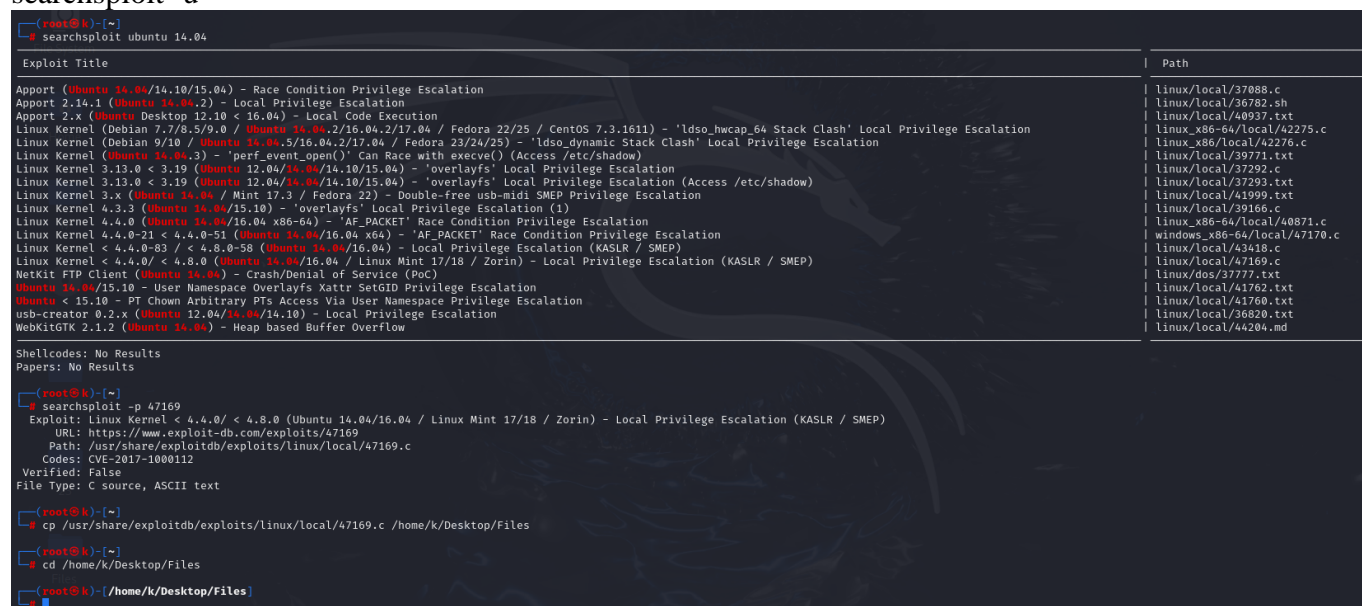 searchsploit -u
┌──(root㉿k)-[~]
└─# searchsploit ubuntu 14.04
Exploit Title | Path
Apport (Ubuntu 14.04/14.10/15.04) - Race Condition Privilege Escalation | linux/local/37088.c
Apport 2.14.1 (Ubuntu 14.04.2) - Local Privilege Escalation | linux/local/36782.sh
Apport 2.x (Ubuntu Desktop 12.10 < 16.04) - Local Code Execution | linux/local/40937.txt
Linux Kernel (Debian 7.7/8.5/9.0 / Ubuntu 14.04.2/16.04.2/17.04 / Fedora 22/25 / CentOS 7.3.1611) - 'ldso_hwcap_64 Stack Clash' Local Privilege Escalation | linux_x86-64/local/42275.c
Linux Kernel (Debian 9/10 / Ubuntu 14.04.5/16.04.2/17.04 / Fedora 23/24/25) - 'ldso_dynamic Stack Clash' Local Privilege Escalation | linux_x86/local/42276.c
Linux Kernel (Ubuntu 14.04.3) - 'perf_event_open()' Can Race with execve() (Access /etc/shadow) | linux/local/39771.txt
Linux Kernel 3.13.0 < 3.19 (Ubuntu 12.04/14.04/14.10/15.04) - 'overlayfs' Local Privilege Escalation | linux/local/37292.c
Linux Kernel 3.13.0 < 3.19 (Ubuntu 12.04/14.04/14.10/15.04) - 'overlayfs' Local Privilege Escalation (Access /etc/shadow) | linux/local/37293.txt
Linux Kernel 3.x (Ubuntu 14.04 / Mint 17.3 / Fedora 22) - Double-free usb-midi SMEP Privilege Escalation | linux/local/41999.txt
Linux Kernel 4.3.3 (Ubuntu 14.04/15.10) - 'overlayfs' Local Privilege Escalation (1) | linux/local/39166.c
Linux Kernel 4.4.0 (Ubuntu 14.04/16.04 x86-64) - 'AF_PACKET' Race Condition Privilege Escalation | linux_x86-64/local/40871.c
Linux Kernel 4.4.0-21 < 4.4.0-51 (Ubuntu 14.04/16.04 x64) - 'AF_PACKET' Race Condition Privilege Escalation | windows_x86-64/local/47170.c
Linux Kernel < 4.4.0-83 / < 4.8.0-58 (Ubuntu 14.04/16.04) - Local Privilege Escalation (KASLR / SMEP) | linux/local/43418.c
Linux Kernel < 4.4.0/ < 4.8.0 (Ubuntu 14.04/16.04 / Linux Mint 17/18 / Zorin) - Local Privilege Escalation (KASLR / SMEP) | linux/local/47169.c
NetKit FTP Client (Ubuntu 14.04) - Crash/Denial of Service (PoC) | linux/dos/37777.txt
Ubuntu 14.04/15.10 - User Namespace Overlayfs Xattr SetGID Privilege Escalation | linux/local/41762.txt
Ubuntu < 15.10 - PT Chown Arbitrary PTs Access Via User Namespace Privilege Escalation | linux/local/41760.txt
usb-creator 0.2.x (Ubuntu 12.04/14.04/14.10) - Local Privilege Escalation | linux/local/36820.txt
WebKitGTK 2.1.2 (Ubuntu 14.04) - Heap based Buffer Overflow | linux/local/44204.md
Shellcodes: No Results
Papers: No Results
┌──(root㉿k)-[~]
└─# searchsploit -p 47169
Exploit: Linux Kernel < 4.4.0/ < 4.8.0 (Ubuntu 14.04/16.04 / Linux Mint 17/18 / Zorin) - Local Privilege Escalation (KASLR / SMEP)
URL: https://www.exploit-db.com/exploits/47169
Path: /usr/share/exploitdb/exploits/linux/local/47169.c
Codes: CVE-2017-1000112
Verified: False
File Type: C source, ASCII text
┌──(root㉿k)-[~]
└─# cp /usr/share/exploitdb/exploits/linux/local/47169.c /home/k/Desktop/Files
┌──(root㉿k)-[~]
└─# cd /home/k/Desktop/Files
┌──(root㉿k)-[/home/k/Desktop/Files]
└─#